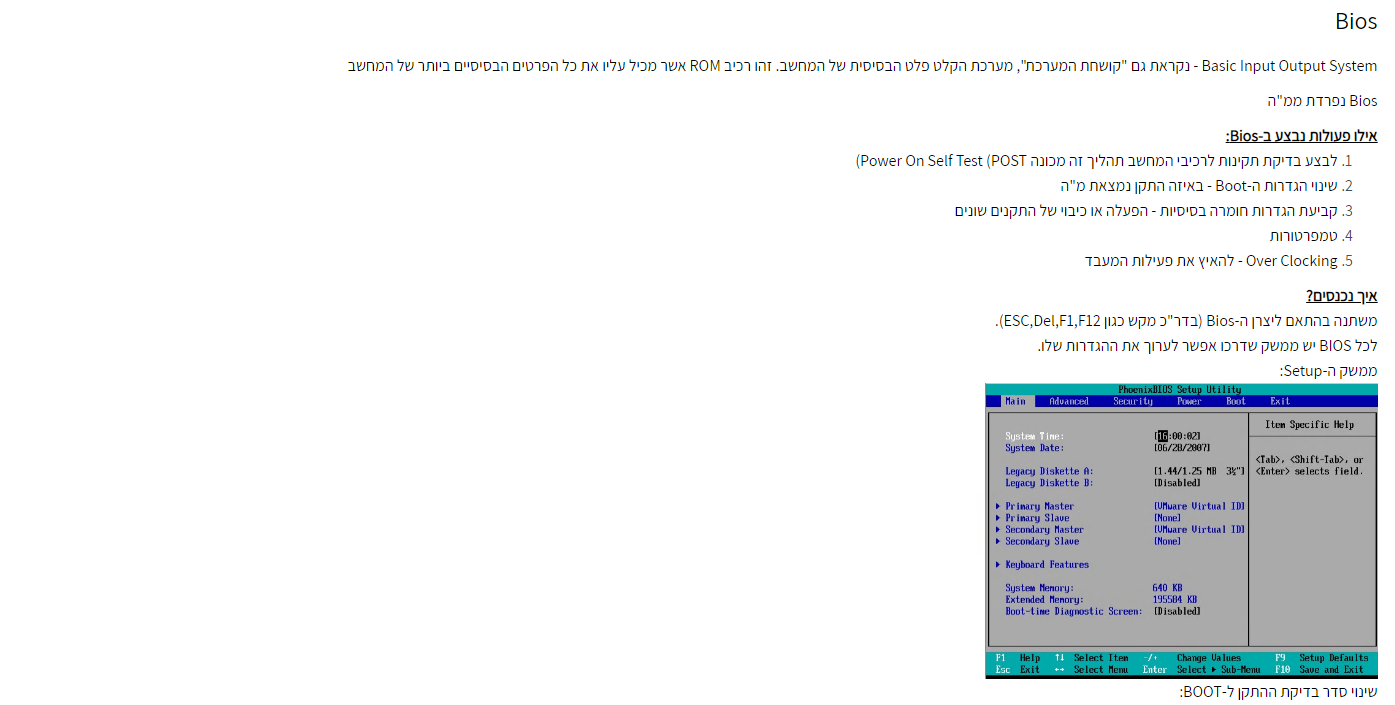 Bios
Basic Input Output System - נקראת גם "קושחת המערכת", מערכת הקלט פלט הבסיסית של המחשב. זהו רכיב ROM אשר מכיל עליו את כל הפרטים הבסיסיים ביותר של המחשב
Bios נפרדת ממ"ה
אילו פעולות נבצע ב-Bios:
1. לבצע בדיקת תקינות לרכיבי המחשב תהליך זה מכונה Power On Self Test (POST)
2. שינוי הגדרות ה-Boot - באיזה התקן נמצאת מ"ה
3. קביעת הגדרות חומרה בסיסיות - הפעלה או כיבוי של התקנים שונים
4. טמפרטורות
5. Over Clocking - להאיץ את פעילות המעבד
איך נכנסים?
משתנה בהתאם ליצרן ה-Bios (בדר"כ מקש כגון ESC,Del,F1,F12).
לכל BIOS יש ממשק שדרכו אפשר לערוך את ההגדרות שלו.
ממשק ה-Setup:
PhoenixBIOS Setup Utility
Main Advanced Security Power Boot Exit
Item Specific Help
System Time: [16:00:02]
System Date: [06/20/2007]
<Tab>, <Shift-Tab>, or
<Enter> selects field.
Legacy Diskette A: [1.44/1.25 MB 3½"]
Legacy Diskette B: [Disabled]
Primary Master [VMware Virtual ID]
Primary Slave [None]
Secondary Master [VMware Virtual ID]
Secondary Slave [None]
Keyboard Features
System Memory: 640 KB
Extended Memory: 195584 KB
Boot-time Diagnostic Screen: [Disabled]
F1 Help ↑↓ Select Item -/+ Change Values F9 Setup Defaults
Esc Exit ↔ Select Menu Enter Select ▶ Sub-Menu F10 Save and Exit
שינוי סדר בדיקת ההתקן ל-BOOT: